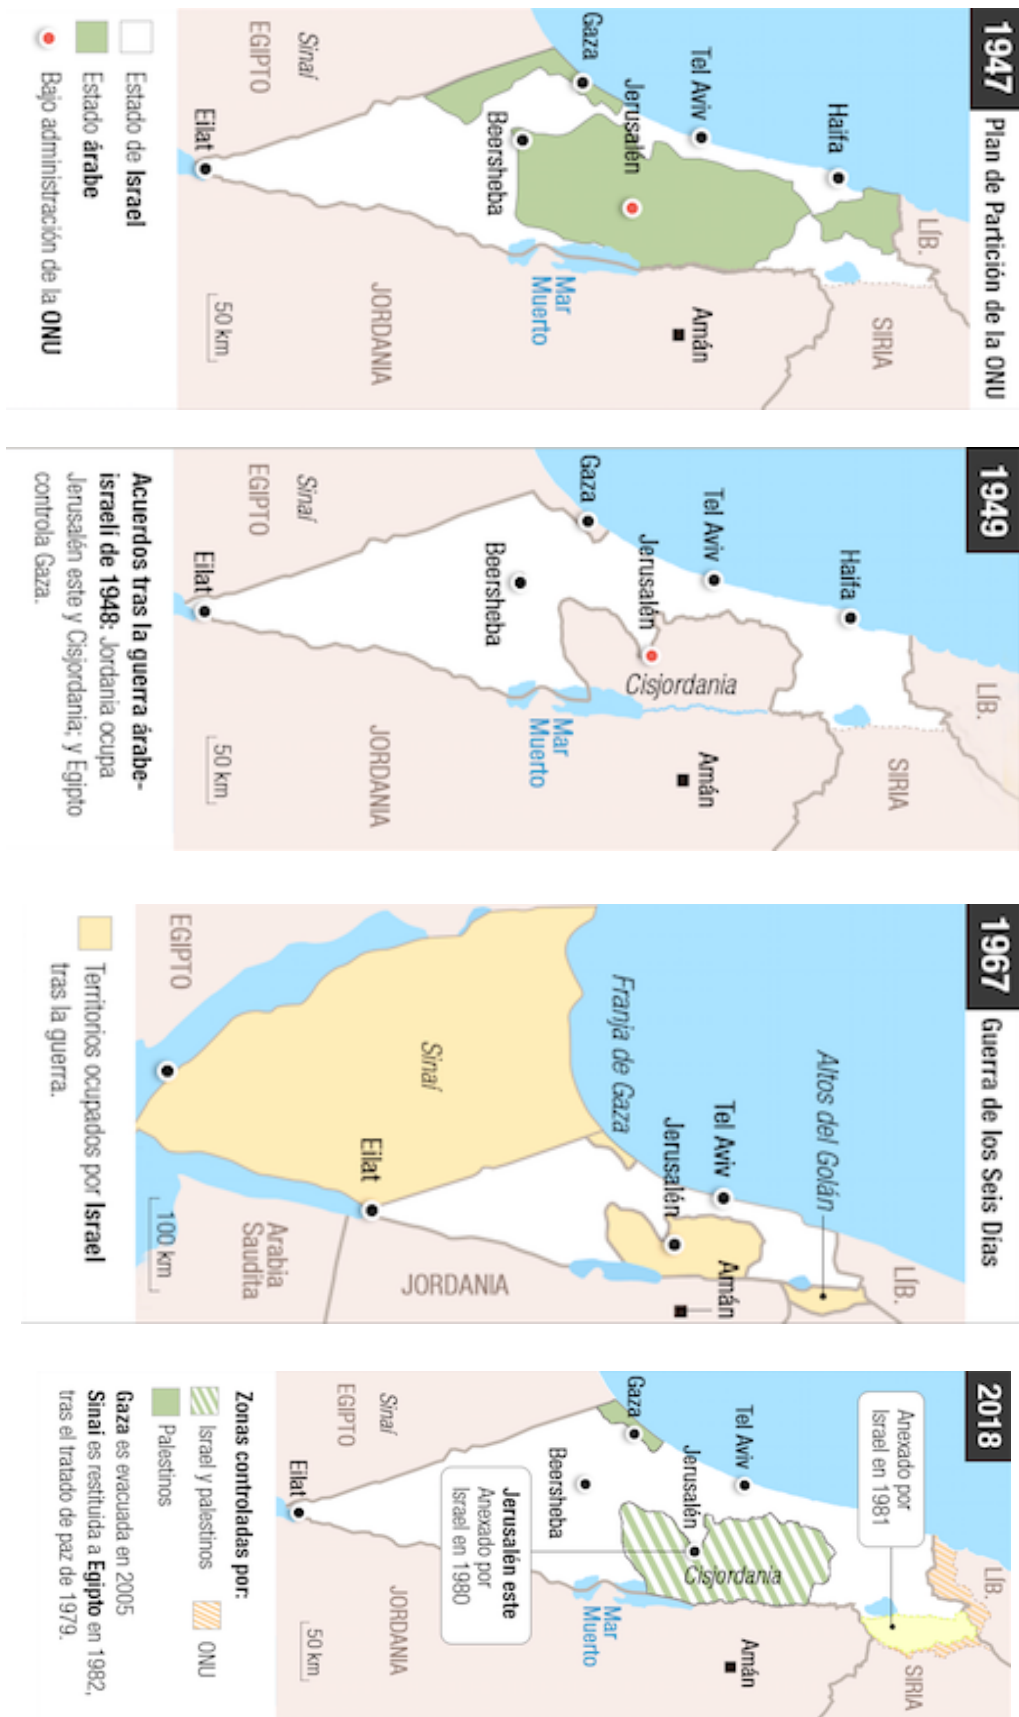 1947 Plan de Partición de la ONU
LÍB.
SIRIA
Haifa
Tel Aviv
Amán
Jerusalén
Gaza
Mar
Muerto
Beersheba
JORDANIA
Sinaí
EGIPTO
Eilat
50 km
Estado de Israel
Estado árabe
Bajo administración de la ONU
1949
LÍB.
SIRIA
Haifa
Tel Aviv
Amán
Jerusalén
Cisjordania
Gaza
Mar
Muerto
Beersheba
JORDANIA
Sinaí
EGIPTO
Eilat
50 km
Acuerdos tras la guerra árabe-
israelí de 1948: Jordania ocupa
Jerusalén este y Cisjordania; y Egipto
controla Gaza.
1967 Guerra de los Seis Días
LÍB.
Altos del Golán
Tel Aviv
Amán
Jerusalén
Franja de Gaza
Sinaí
JORDANIA
Eilat
Arabia
Saudita
EGIPTO
100 km
Territorios ocupados por Israel
tras la guerra.
2018
LÍB.
Anexado por
Israel en 1981
SIRIA
Tel Aviv
Amán
Jerusalén
Cisjordania
Gaza
Mar
Muerto
Beersheba
Jerusalén este
Anexado por
Israel en 1980
JORDANIA
Sinaí
EGIPTO
Eilat
50 km
Zonas controladas por:
Israel y palestinos
ONU
Palestinos
Gaza es evacuada en 2005
Sinaí es restituida a Egipto en 1982,
tras el tratado de paz de 1979.